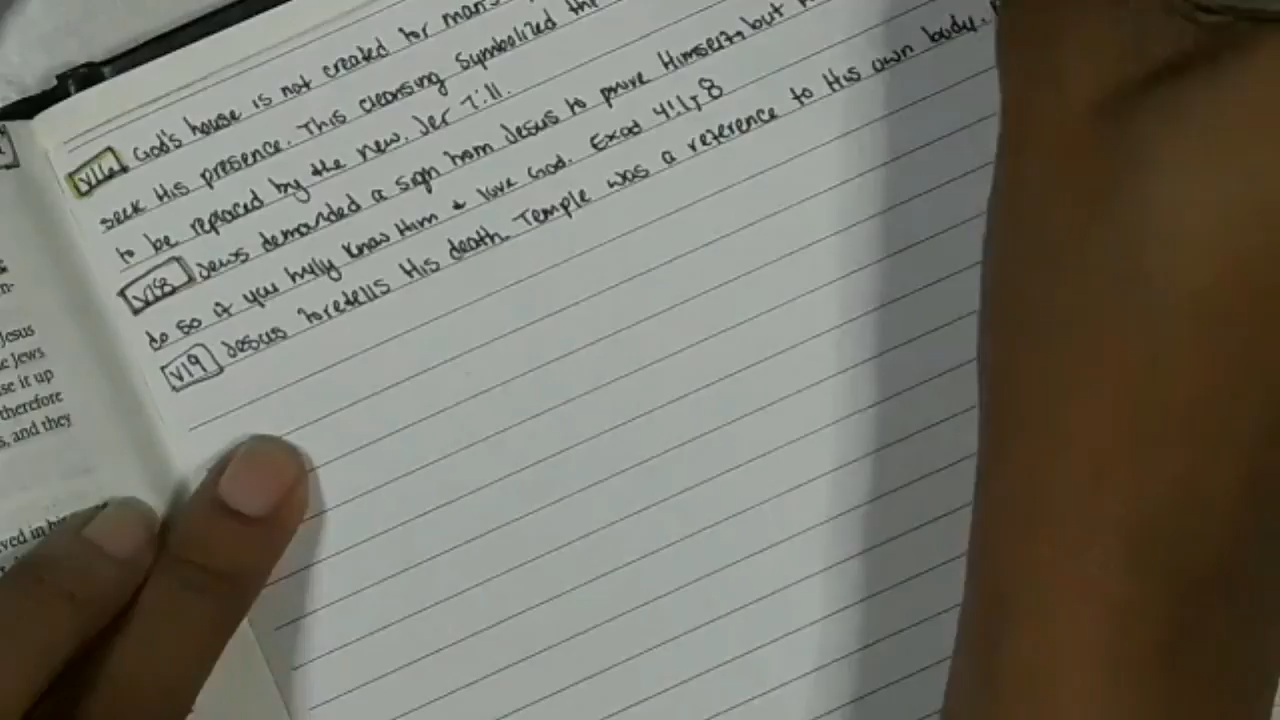 v16 God's house is not created for man's
seek His presence. This cleansing symbolized the
to be replaced by the new. Jer 7:11.
v18 Jews demanded a sign from Jesus to prove Himself, but
do so if you fully know Him & love God. Exod 4:1, 8
v19 Jesus foretells His death. Temple was a reference to His own body.
Jesus
Jews
se it up
therefore
s, and they
ved in his